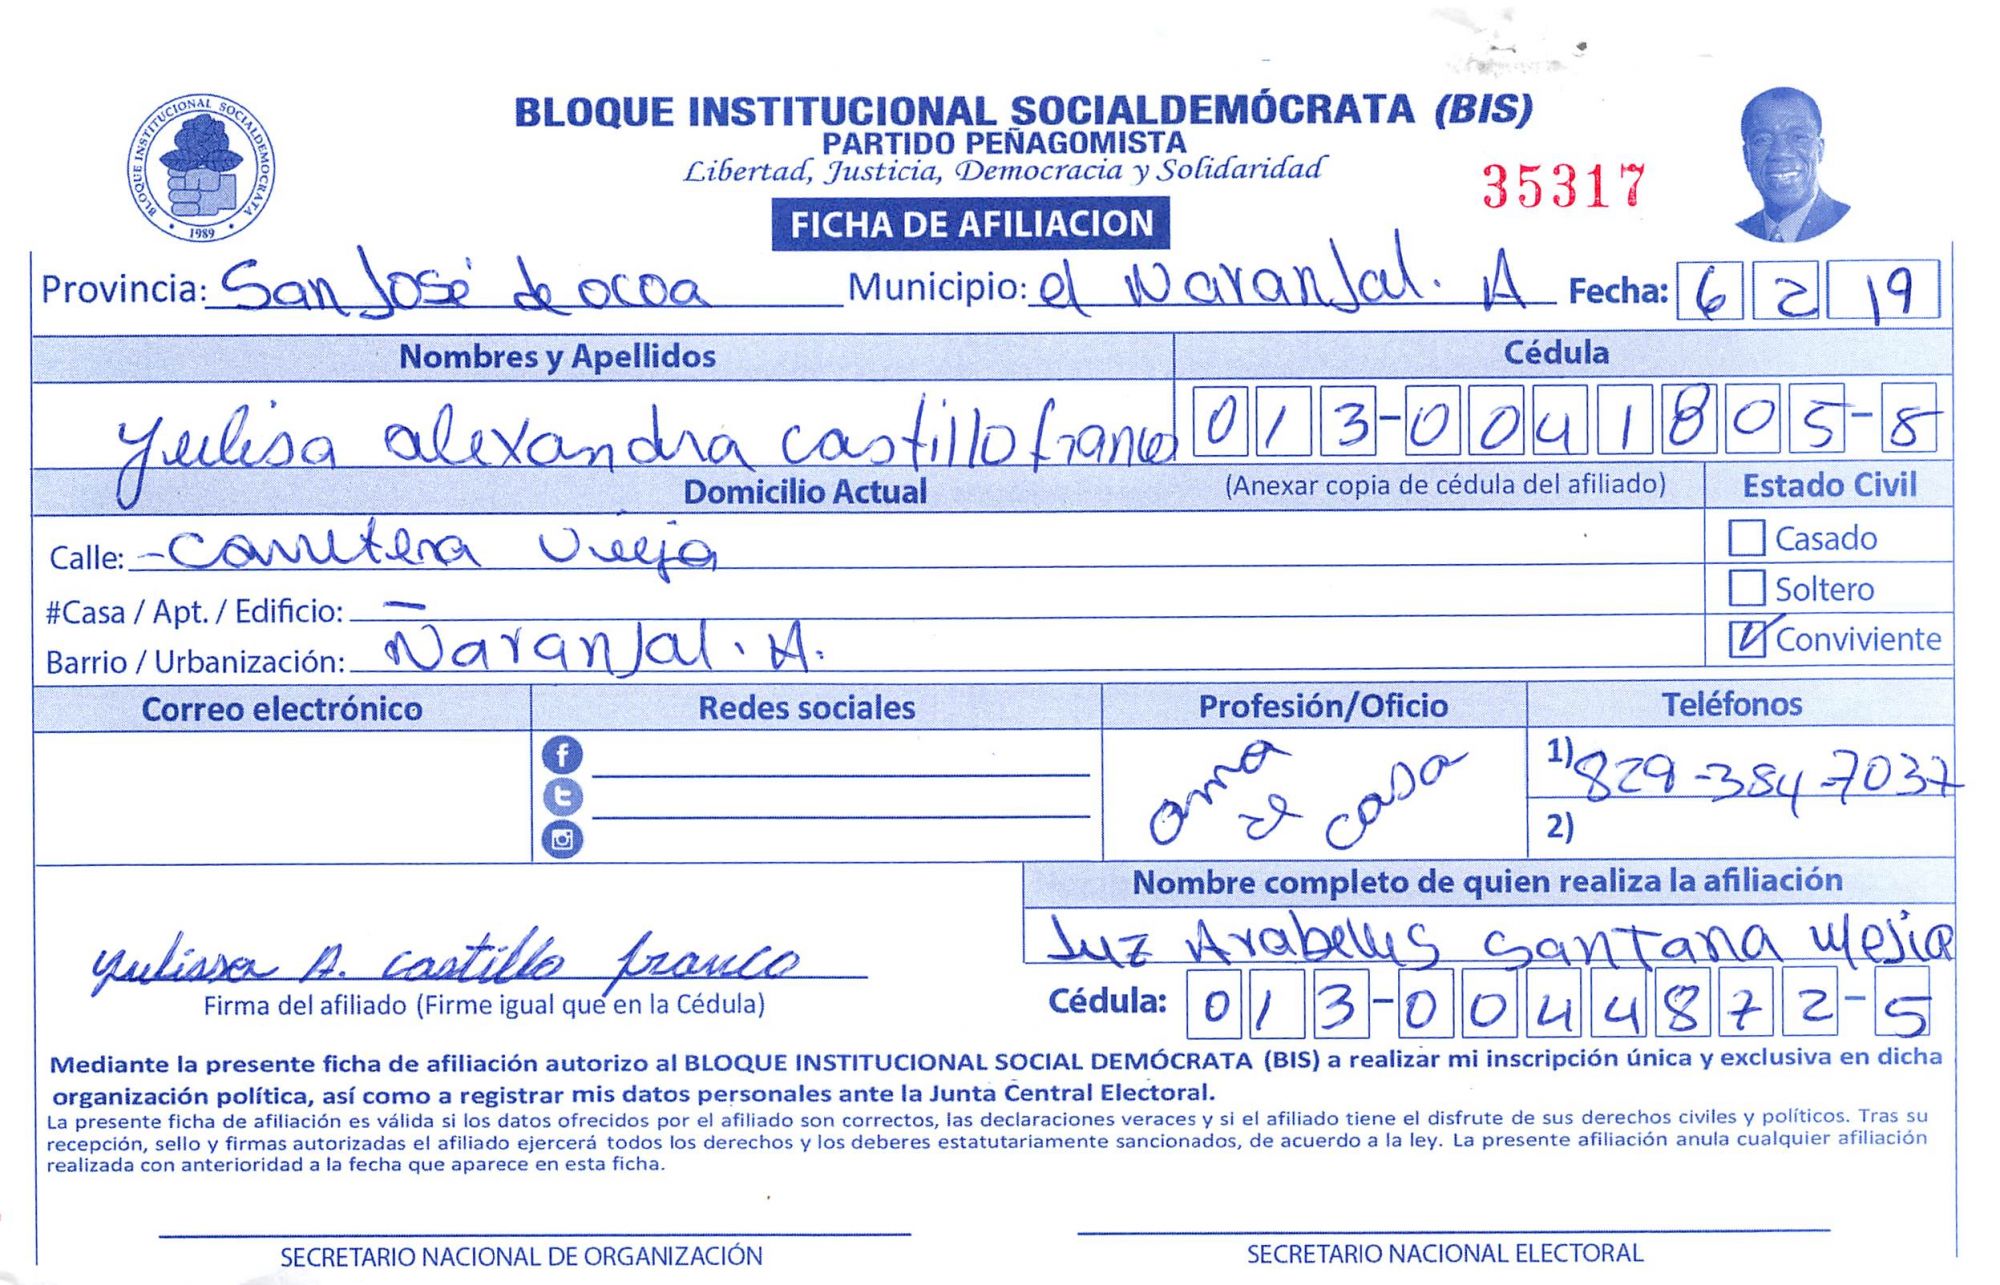 BLOQUE INSTITUCIONAL SOCIALDEMOCRATA
1989
BLOQUE INSTITUCIONAL SOCIALDEMÓCRATA (BIS)
PARTIDO PEÑAGOMISTA
Libertad, Justicia, Democracia y Solidaridad
35317
FICHA DE AFILIACION
Provincia: San José de ocoa Municipio: el Naranjal. A Fecha: 6 2 19
Nombres y Apellidos Cédula
Yulisa alexandra castillo franco 013-0041805-8
Domicilio Actual (Anexar copia de cédula del afiliado) Estado Civil
Calle: -Carretera Vieja Casado
#Casa / Apt. / Edificio: — Soltero
Barrio / Urbanización: Naranjal. A. Conviviente
Correo electrónico Redes sociales Profesión/Oficio Teléfonos
ama de casa 1) 829-384-7037
2)
Nombre completo de quien realiza la afiliación
Luz Arabellys Santana Mejia
yulissa A. castillo franco
Firma del afiliado (Firme igual que en la Cédula) Cédula: 013-0044872-5
Mediante la presente ficha de afiliación autorizo al BLOQUE INSTITUCIONAL SOCIAL DEMÓCRATA (BIS) a realizar mi inscripción única y exclusiva en dicha
organización política, así como a registrar mis datos personales ante la Junta Central Electoral.
La presente ficha de afiliación es válida si los datos ofrecidos por el afiliado son correctos, las declaraciones veraces y si el afiliado tiene el disfrute de sus derechos civiles y políticos. Tras su
recepción, sello y firmas autorizadas el afiliado ejercerá todos los derechos y los deberes estatutariamente sancionados, de acuerdo a la ley. La presente afiliación anula cualquier afiliación
realizada con anterioridad a la fecha que aparece en esta ficha.
SECRETARIO NACIONAL DE ORGANIZACIÓN SECRETARIO NACIONAL ELECTORAL